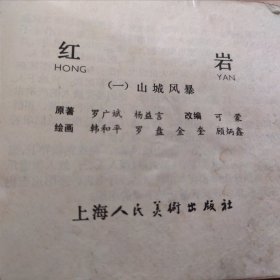 红 岩
HONG YAN
(一) 山城风暴
原著 罗广斌 杨益言 改编 可蒙
绘画 韩和平 罗盘 金奎 顾炳鑫
上海人民美術出版社